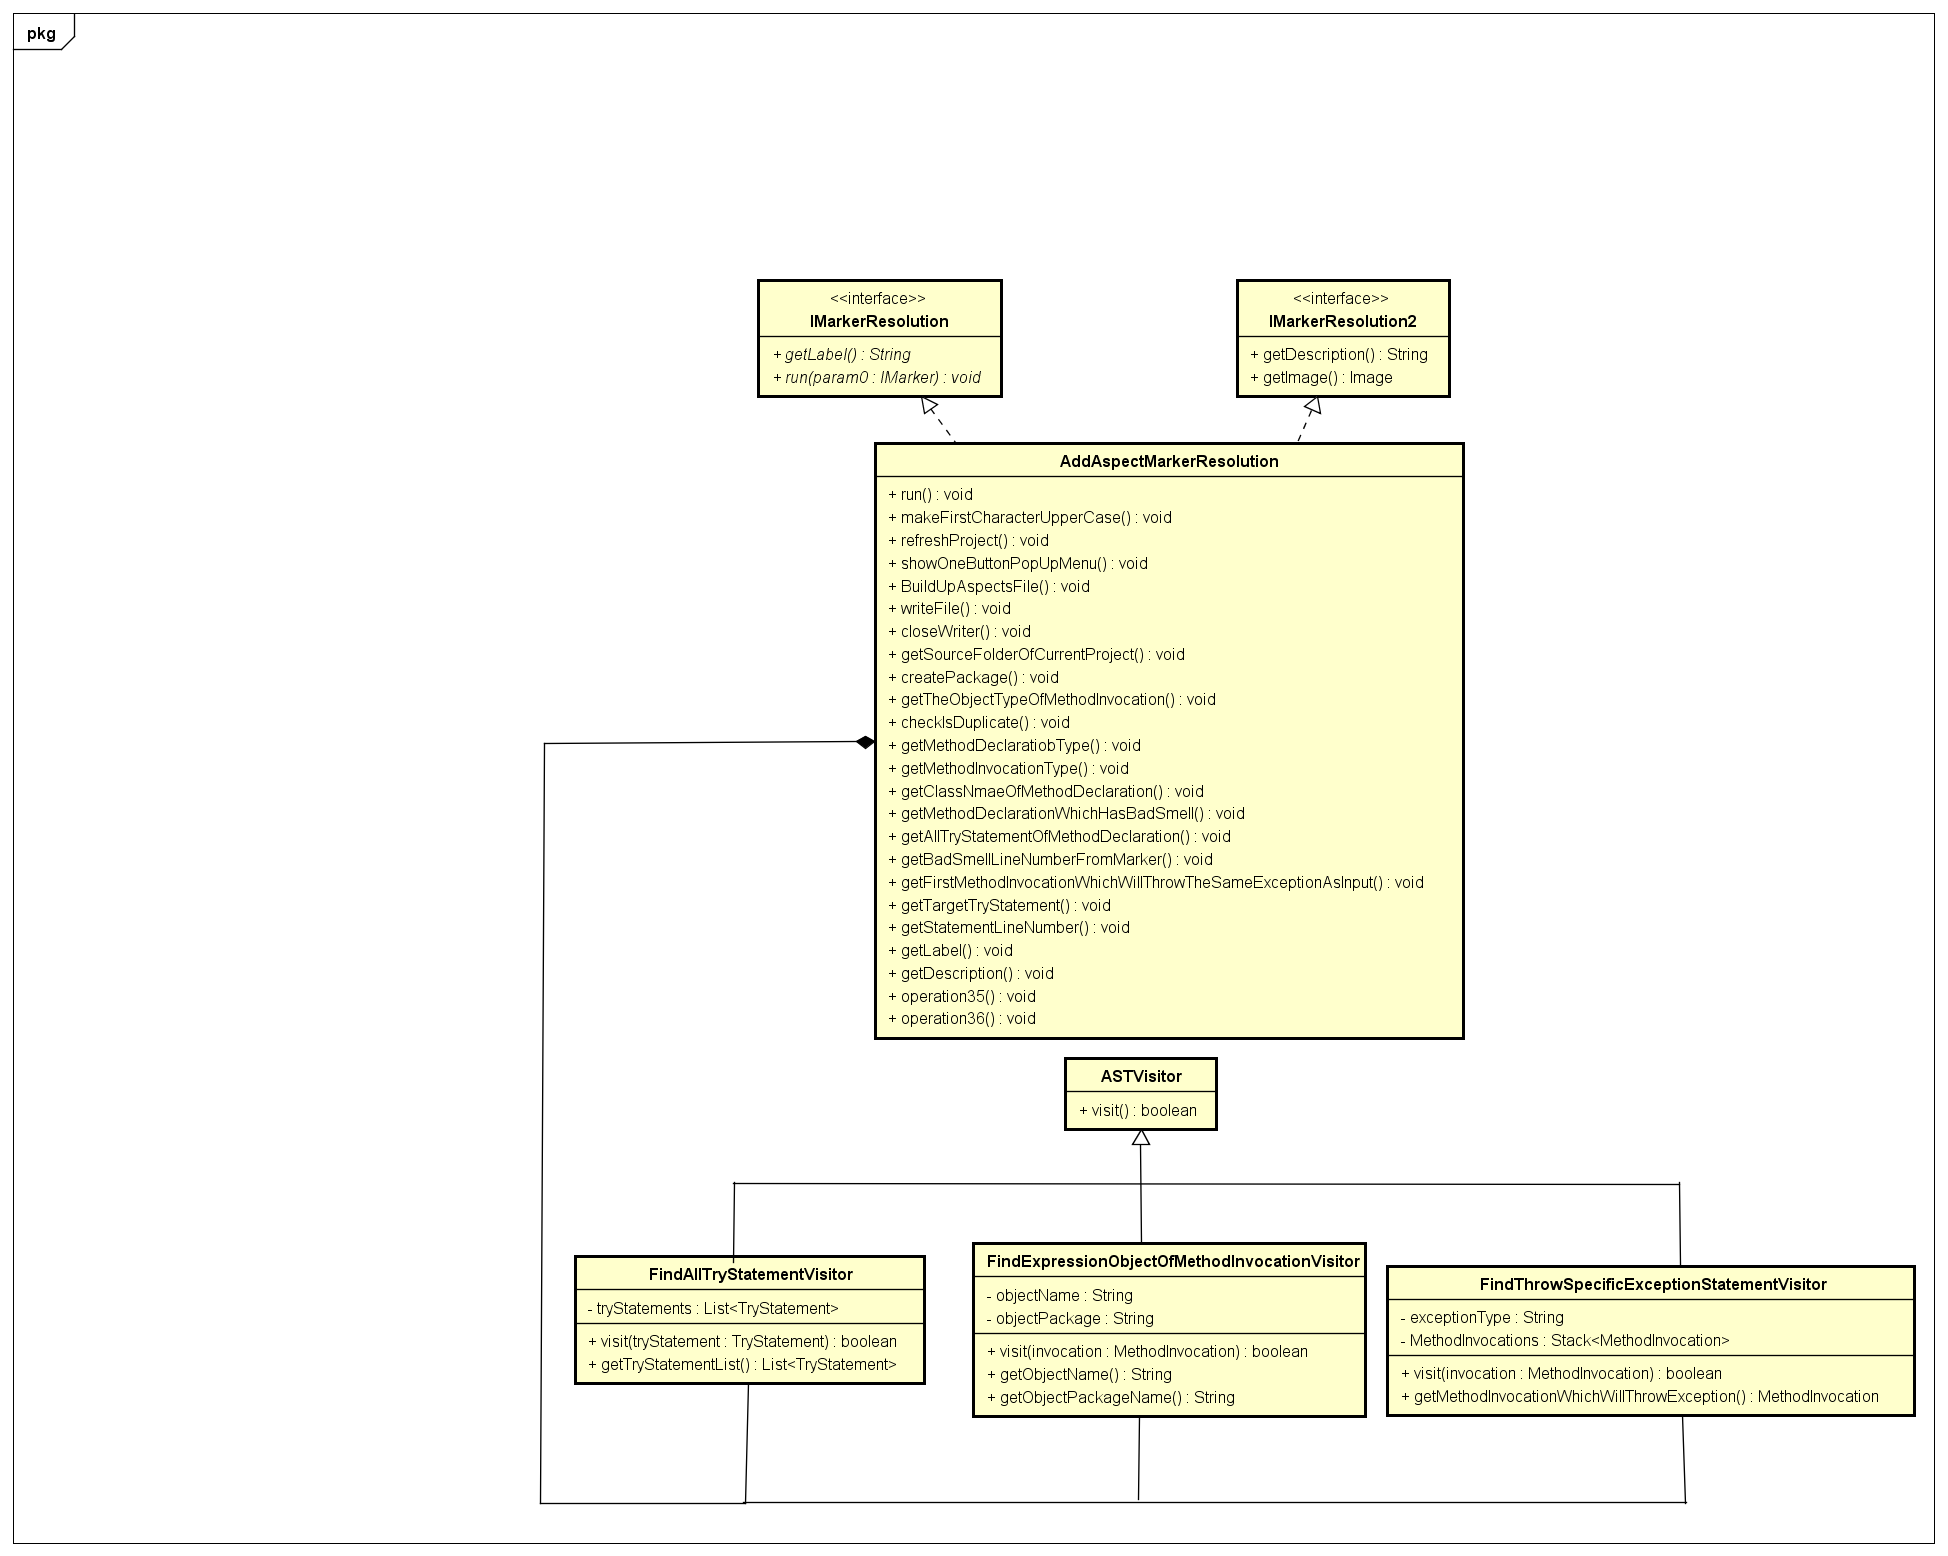 pkg
<<interface>>
IMarkerResolution
+ getLabel() : String
+ run(param0 : IMarker) : void
<<interface>>
IMarkerResolution2
+ getDescription() : String
+ getImage() : Image
AddAspectMarkerResolution
+ run() : void
+ makeFirstCharacterUpperCase() : void
+ refreshProject() : void
+ showOneButtonPopUpMenu() : void
+ BuildUpAspectsFile() : void
+ writeFile() : void
+ closeWriter() : void
+ getSourceFolderOfCurrentProject() : void
+ createPackage() : void
+ getTheObjectTypeOfMethodInvocation() : void
+ checkIsDuplicate() : void
+ getMethodDeclaratiobType() : void
+ getMethodInvocationType() : void
+ getClassNmaeOfMethodDeclaration() : void
+ getMethodDeclarationWhichHasBadSmell() : void
+ getAllTryStatementOfMethodDeclaration() : void
+ getBadSmellLineNumberFromMarker() : void
+ getFirstMethodInvocationWhichWillThrowTheSameExceptionAsInput() : void
+ getTargetTryStatement() : void
+ getStatementLineNumber() : void
+ getLabel() : void
+ getDescription() : void
+ operation35() : void
+ operation36() : void
ASTVisitor
+ visit() : boolean
FindAllTryStatementVisitor
- tryStatements : List<TryStatement>
+ visit(tryStatement : TryStatement) : boolean
+ getTryStatementList() : List<TryStatement>
FindExpressionObjectOfMethodInvocationVisitor
- objectName : String
- objectPackage : String
+ visit(invocation : MethodInvocation) : boolean
+ getObjectName() : String
+ getObjectPackageName() : String
FindThrowSpecificExceptionStatementVisitor
- exceptionType : String
- MethodInvocations : Stack<MethodInvocation>
+ visit(invocation : MethodInvocation) : boolean
+ getMethodInvocationWhichWillThrowException() : MethodInvocation